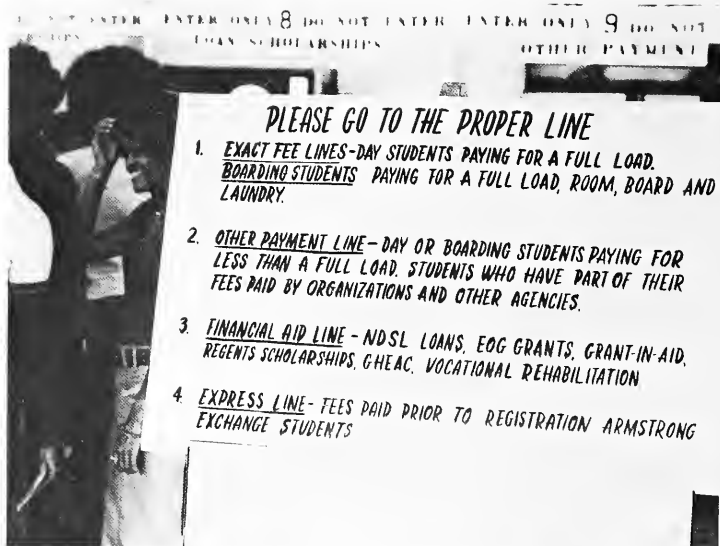 NOT ENTER ENTER ONLY 8 DO NOT ENTER ENTER ONLY 9 DO NOT
LOAN SCHOLARSHIPS OTHER PAYMENT
PLEASE GO TO THE PROPER LINE
1. EXACT FEE LINES-DAY STUDENTS PAYING FOR A FULL LOAD.
BOARDING STUDENTS PAYING FOR A FULL LOAD, ROOM, BOARD AND
LAUNDRY.
2. OTHER PAYMENT LINE-DAY OR BOARDING STUDENTS PAYING FOR
LESS THAN A FULL LOAD. STUDENTS WHO HAVE PART OF THEIR
FEES PAID BY ORGANIZATIONS AND OTHER AGENCIES.
3. FINANCIAL AID LINE - NDSL LOANS, EOG GRANTS, GRANT-IN-AID,
REGENTS SCHOLARSHIPS, GHEAC, VOCATIONAL REHABILITATION
4. EXPRESS LINE- FEES PAID PRIOR TO REGISTRATION ARMSTRONG
EXCHANGE STUDENTS